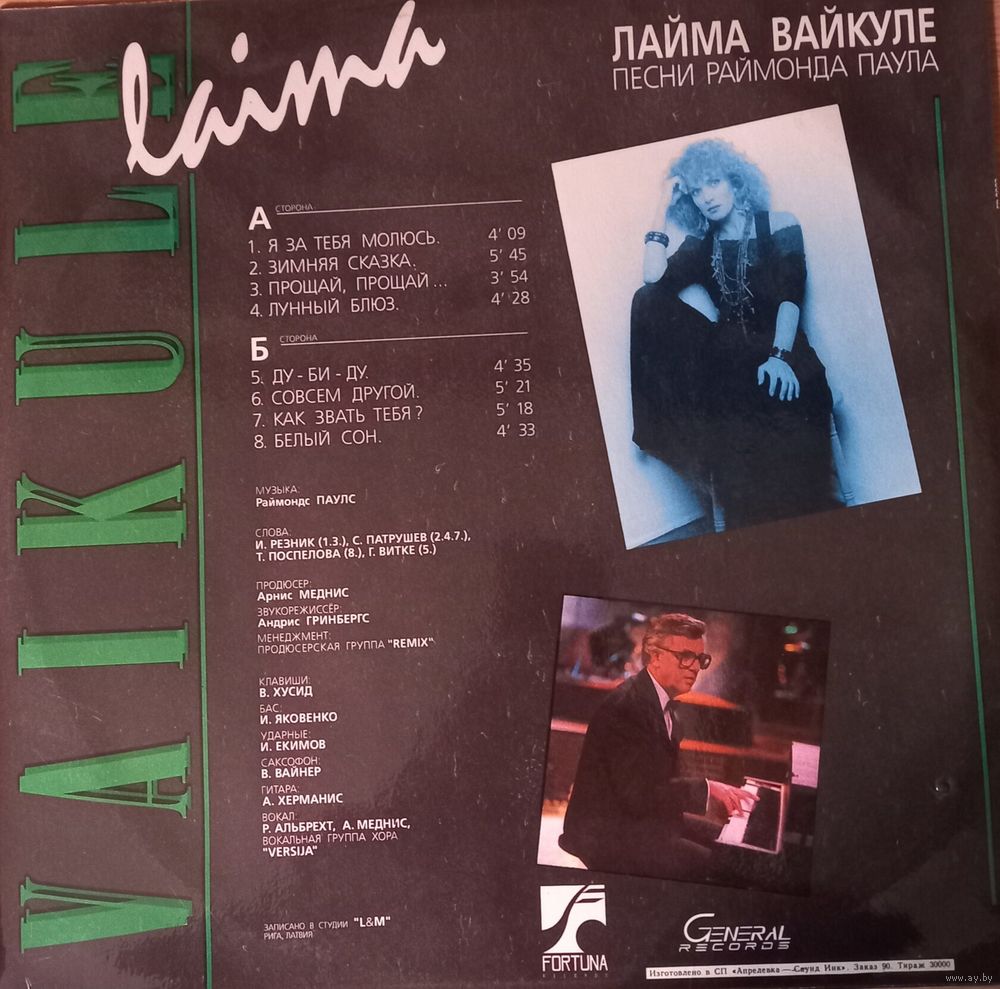 laima
VAIKULE
ЛАЙМА ВАЙКУЛЕ
ПЕСНИ РАЙМОНДА ПАУЛА
А СТОРОНА
1. Я ЗА ТЕБЯ МОЛЮСЬ. 4' 09
2. ЗИМНЯЯ СКАЗКА. 5' 45
3. ПРОЩАЙ, ПРОЩАЙ ... 3' 54
4. ЛУННЫЙ БЛЮЗ. 4' 28
Б СТОРОНА
5. ДУ - БИ - ДУ. 4' 35
6. СОВСЕМ ДРУГОЙ. 5' 21
7. КАК ЗВАТЬ ТЕБЯ ? 5' 18
8. БЕЛЫЙ СОН. 4' 33
МУЗЫКА:
Раймондс ПАУЛС
СЛОВА:
И. РЕЗНИК (1.3.), С. ПАТРУШЕВ (2.4.7.),
Т. ПОСПЕЛОВА (8.), Г. ВИТКЕ (5.)
ПРОДЮСЕР:
Арнис МЕДНИС
ЗВУКОРЕЖИССЁР:
Андрис ГРИНБЕРГС
МЕНЕДЖМЕНТ:
ПРОДЮСЕРСКАЯ ГРУППА "REMIX"
КЛАВИШИ:
В. ХУСИД
БАС:
И. ЯКОВЕНКО
УДАРНЫЕ:
И. ЕКИМОВ
САКСОФОН:
В. ВАЙНЕР
ГИТАРА:
А. ХЕРМАНИС
ВОКАЛ:
Р. АЛЬБРЕХТ, А. МЕДНИС,
ВОКАЛЬНАЯ ГРУППА ХОРА
"VERSIJA"
ЗАПИСАНО В СТУДИИ "L&M"
РИГА, ЛАТВИЯ
FORTUNA
RECORDS
GENERAL
RECORDS
Изготовлено в СП «Апрелевка — Саунд Инк». Заказ 90. Тираж 30000
www.ay.by